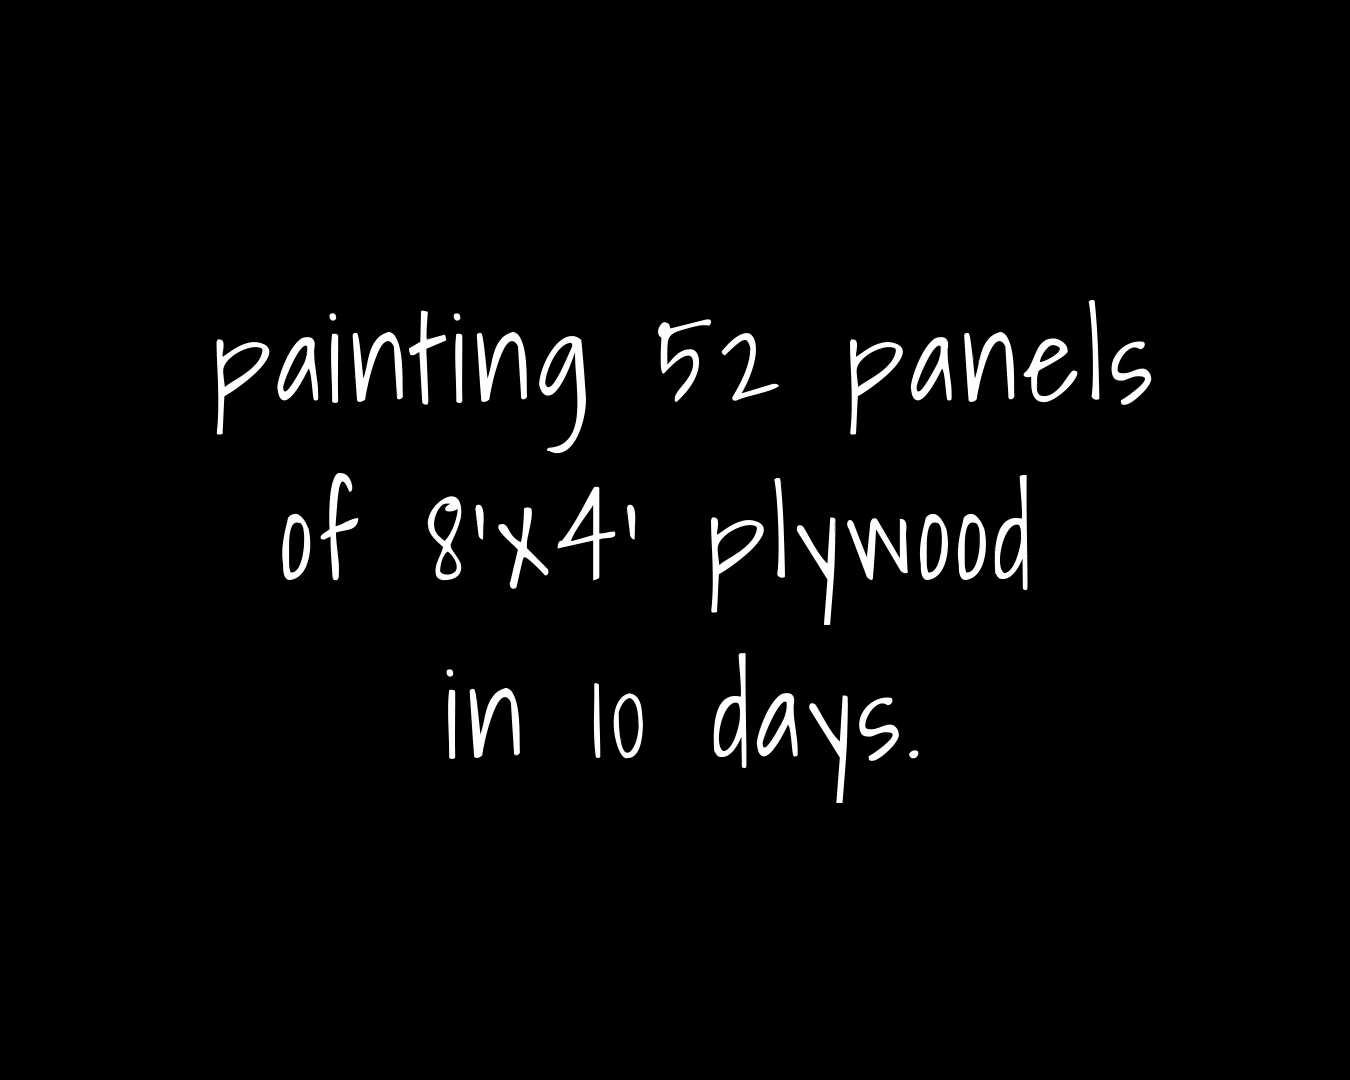 painting 52 panels
of 8'x4' plywood
in 10 days.